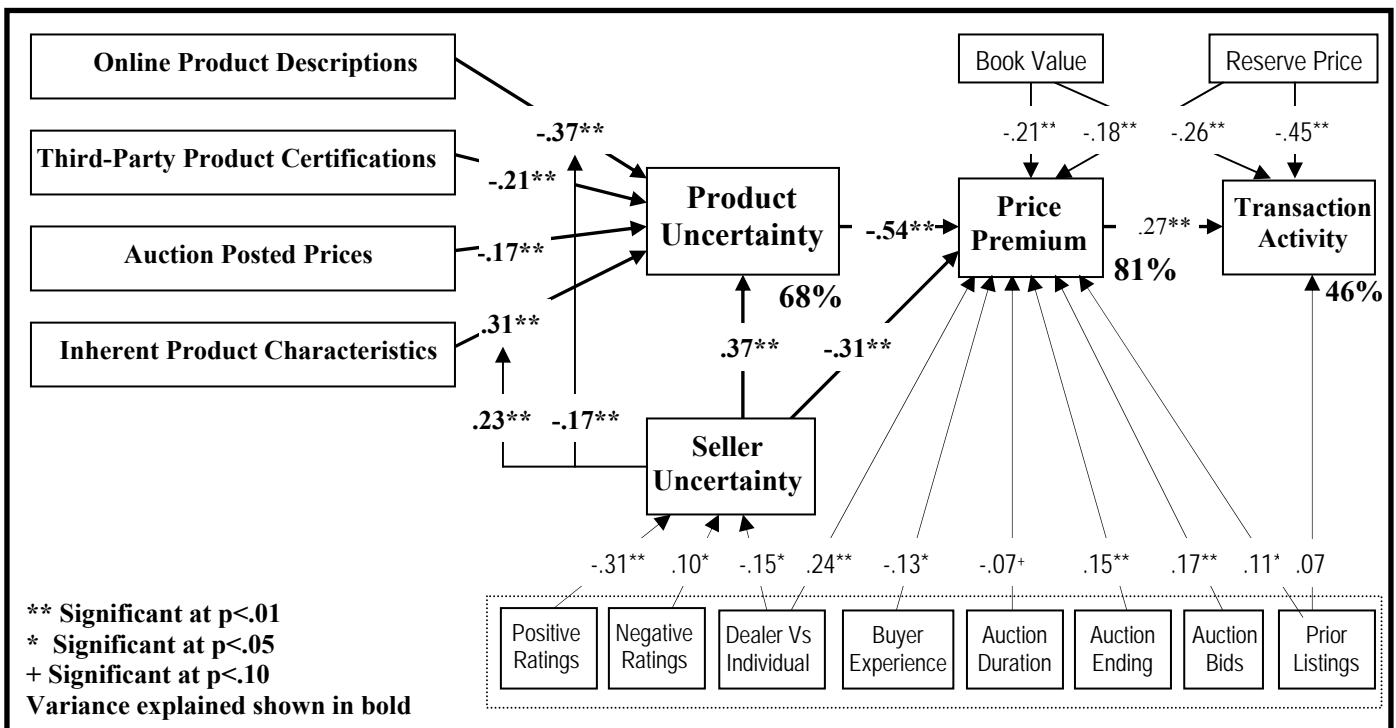 Online Product Descriptions
Third-Party Product Certifications
Auction Posted Prices
Inherent Product Characteristics
-.37**
-.21**
-.17**
.31**
.23**
-.17**
Product
Uncertainty
68%
.37**
Seller
Uncertainty
-.54**
-.31**
Book Value
Reserve Price
-.21**
-.18**
-.26**
-.45**
Price
Premium
81%
.27**
Transaction
Activity
46%
-.31**
.10*
-.15*
.24**
-.13*
-.07+
.15**
.17**
.11*
.07
Positive
Ratings
Negative
Ratings
Dealer Vs
Individual
Buyer
Experience
Auction
Duration
Auction
Ending
Auction
Bids
Prior
Listings
** Significant at p<.01
* Significant at p<.05
+ Significant at p<.10
Variance explained shown in bold